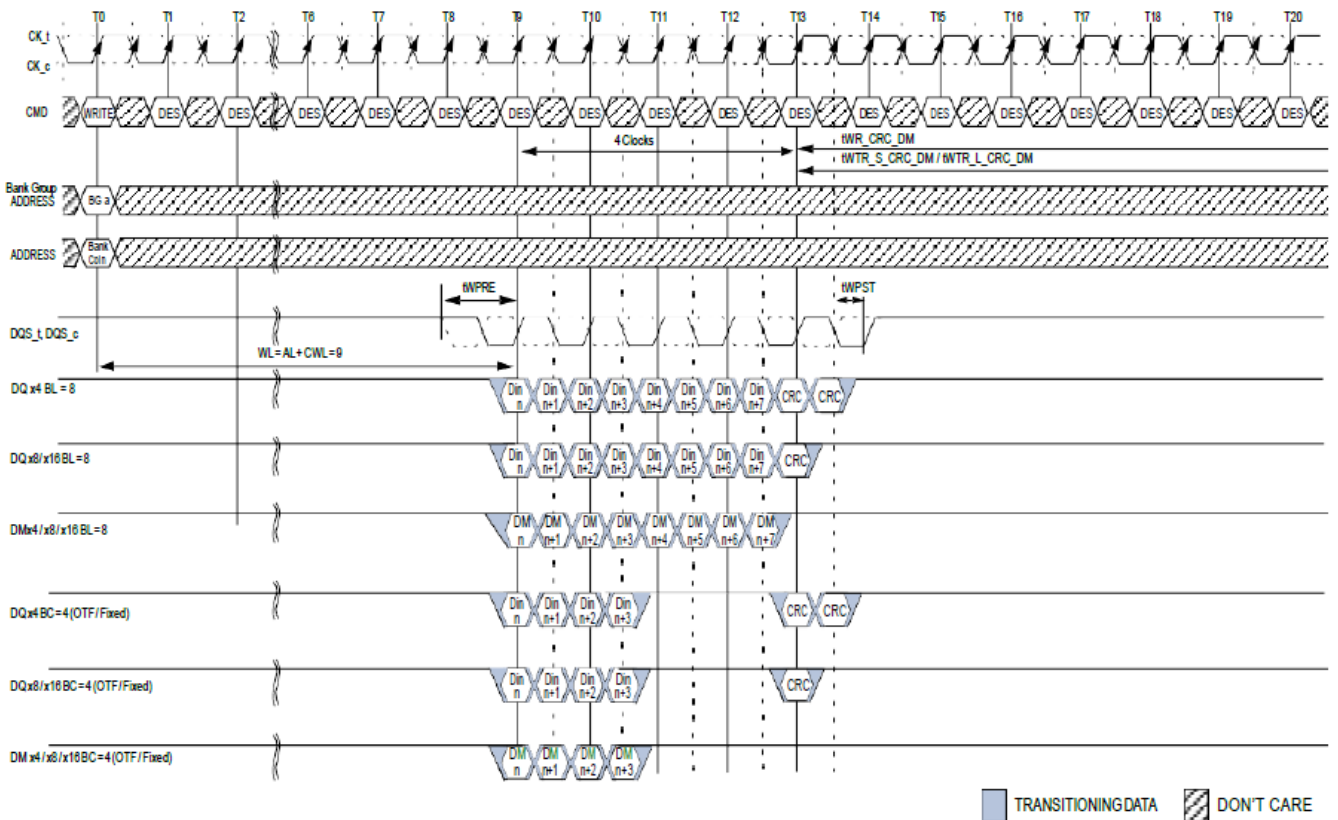 T0 T1 T2 T6 T7 T8 T9 T10 T11 T12 T13 T14 T15 T16 T17 T18 T19 T20
CK_t
CK_c
CMD WRITE DES DES DES DES DES DES DES DES DES DES DES DES DES DES DES DES DES
4 Clocks tWR_CRC_DM
tWTR_S_CRC_DM / tWTR_L_CRC_DM
Bank Group
ADDRESS BG a
ADDRESS Bank
Coln
tWPRE tWPST
DQS_t, DQS_c
WL = AL + CWL = 9
DQ x4 BL = 8 Din Din Din Din Din Din Din Din CRC CRC
n n+1 n+2 n+3 n+4 n+5 n+6 n+7
DQ x8/x16 BL = 8 Din Din Din Din Din Din Din Din CRC
n n+1 n+2 n+3 n+4 n+5 n+6 n+7
DM x4/x8/x16 BL = 8 DM DM DM DM DM DM DM DM
n n+1 n+2 n+3 n+4 n+5 n+6 n+7
DQ x4 BC = 4 (OTF/Fixed) Din Din Din Din CRC CRC
n n+1 n+2 n+3
DQ x8/x16 BC = 4 (OTF/Fixed) Din Din Din Din CRC
n n+1 n+2 n+3
DM x4/x8/x16 BC = 4 (OTF/Fixed) DM DM DM DM
n n+1 n+2 n+3
TRANSITIONING DATA DON'T CARE